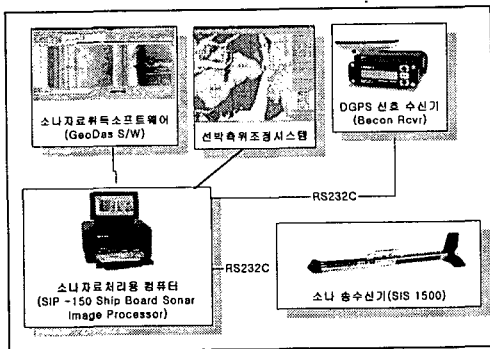 소나자료취득소프트웨어
(GeoDas S/W)
선박측위조정시스템
DGPS 신호 수신기
(Becon Rcvr)
RS232C
소나자료처리용 컴퓨터
(SIP -150 Ship Board Sonar
Image Processor)
RS232C
소나 송수신기(SIS 1500)